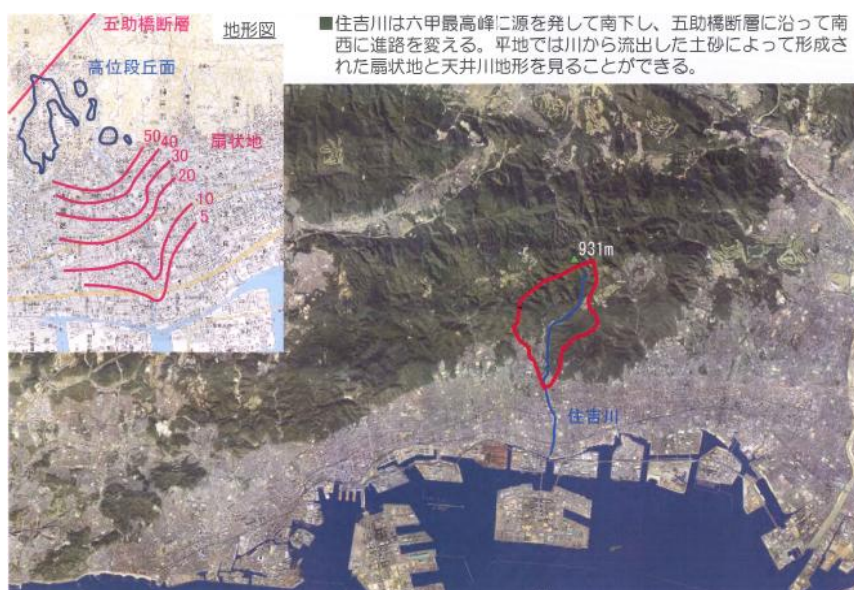 五助橋断層
地形図
高位段丘面
扇状地
50
40
30
20
10
5
■住吉川は六甲最高峰に源を発して南下し、五助橋断層に沿って南
西に進路を変える。平地では川から流出した土砂によって形成さ
れた扇状地と天井川地形を見ることができる。
931m
住吉川